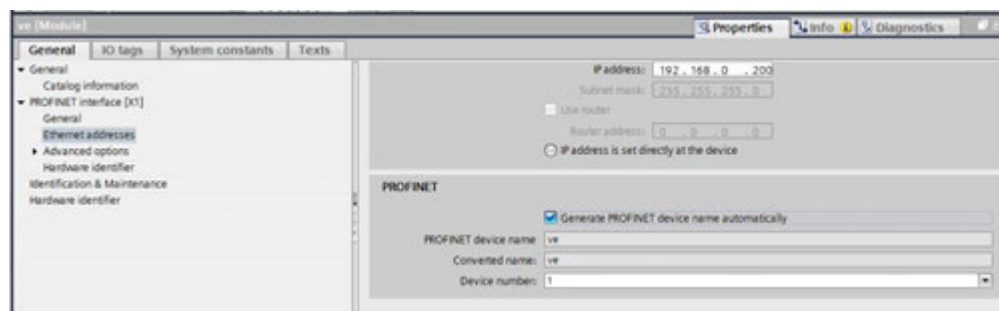 ve [Module]
Properties Info Diagnostics
General IO tags System constants Texts
General
Catalog information
PROFINET interface [X1]
General
Ethernet addresses
Advanced options
Hardware identifier
Identification & Maintenance
Hardware identifier
IP address: 192 . 168 . 0 . 200
Subnet mask: 255 . 255 . 255 . 0
Use router
Router address: 0 . 0 . 0 . 0
IP address is set directly at the device
PROFINET
Generate PROFINET device name automatically
PROFINET device name ve
Converted name: ve
Device number: 1